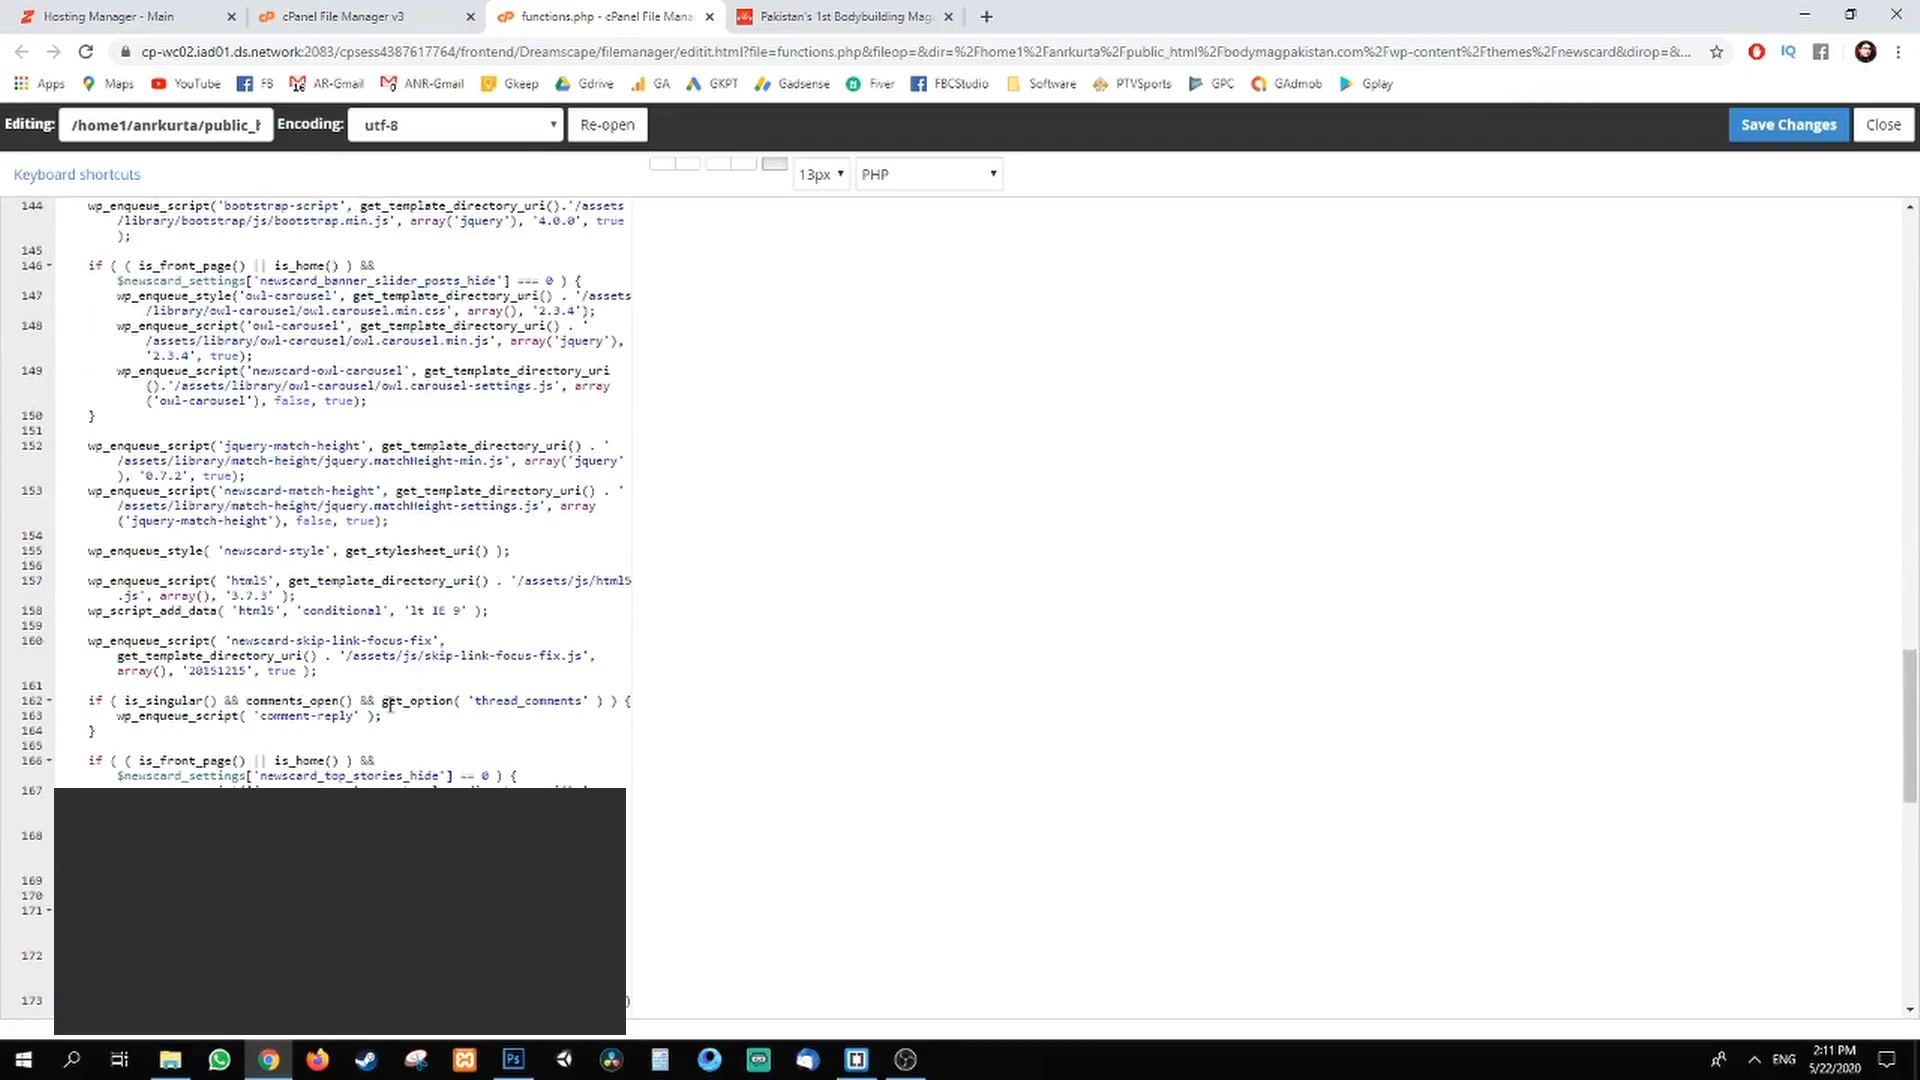 Hosting Manager - Main
cPanel File Manager v3
functions.php - cPanel File Mana
Pakistan's 1st Bodybuilding Mag
cp-wc02.iad01.ds.network:2083/cpsess4387617764/frontend/Dreamscape/filemanager/editit.html?file=functions.php&fileop=&dir=%2Fhome1%2Fanrkurta%2Fpublic_html%2Fbodymagpakistan.com%2Fwp-content%2Fthemes%2Fnewscard&dirop=&...
Apps Maps YouTube FB AR-Gmail ANR-Gmail Gkeep Gdrive GA GKPT Gadsense Fiver FBCStudio Software PTVSports GPC GAdmob Gplay
Editing: /home1/anrkurta/public_h Encoding: utf-8 Re-open Save Changes Close
Keyboard shortcuts 13px PHP
144 wp_enqueue_script('bootstrap-script', get_template_directory_uri().'/assets
/library/bootstrap/js/bootstrap.min.js', array('jquery'), '4.0.0', true
);
145
146 if ( ( is_front_page() || is_home() ) &&
$newscard_settings['newscard_banner_slider_posts_hide'] === 0 ) {
147 wp_enqueue_style('owl-carousel', get_template_directory_uri() . '/assets
/library/owl-carousel/owl.carousel.min.css', array(), '2.3.4');
148 wp_enqueue_script('owl-carousel', get_template_directory_uri() . '
/assets/library/owl-carousel/owl.carousel.min.js', array('jquery'),
'2.3.4', true);
149 wp_enqueue_script('newscard-owl-carousel', get_template_directory_uri
().'/assets/library/owl-carousel/owl.carousel-settings.js', array
('owl-carousel'), false, true);
150 }
151
152 wp_enqueue_script('jquery-match-height', get_template_directory_uri() . '
/assets/library/match-height/jquery.matchHeight-min.js', array('jquery'
), '0.7.2', true);
153 wp_enqueue_script('newscard-match-height', get_template_directory_uri() . '
/assets/library/match-height/jquery.matchHeight-settings.js', array
('jquery-match-height'), false, true);
154
155 wp_enqueue_style( 'newscard-style', get_stylesheet_uri() );
156
157 wp_enqueue_script( 'html5', get_template_directory_uri() . '/assets/js/html5
.js', array(), '3.7.3' );
158 wp_script_add_data( 'html5', 'conditional', 'lt IE 9' );
159
160 wp_enqueue_script( 'newscard-skip-link-focus-fix',
get_template_directory_uri() . '/assets/js/skip-link-focus-fix.js',
array(), '20151215', true );
161
162 if ( is_singular() && comments_open() && get_option( 'thread_comments' ) ) {
163 wp_enqueue_script( 'comment-reply' );
164 }
165
166 if ( ( is_front_page() || is_home() ) &&
$newscard_settings['newscard_top_stories_hide'] == 0 ) {
167
168
169
170
171
172
173 )
ENG
2:11 PM
5/22/2020